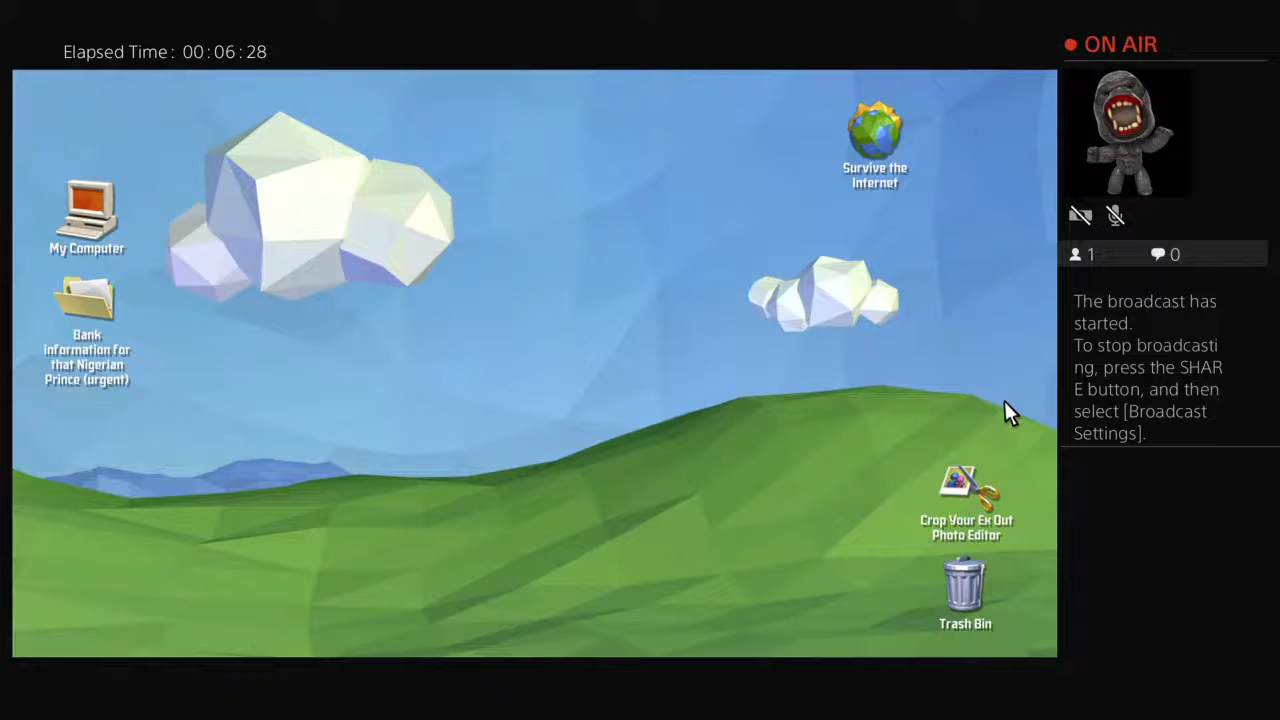 Elapsed Time: 00:06:28
ON AIR
Survive the
Internet
My Computer
Bank
information for
that Nigerian
Prince (urgent)
Crop Your Ex Out
Photo Editor
Trash Bin
1
0
The broadcast has
started.
To stop broadcasti
ng, press the SHAR
E button, and then
select [Broadcast
Settings].